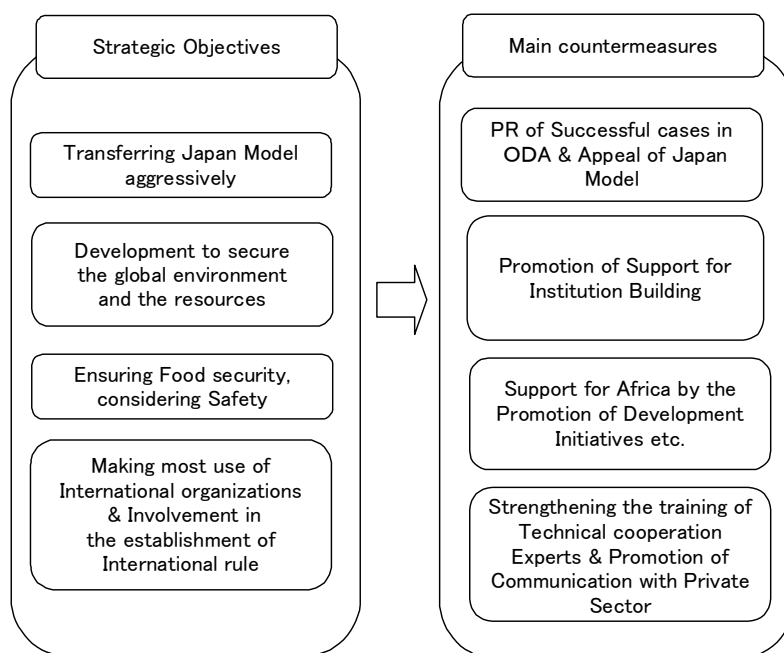 Strategic Objectives
Transferring Japan Model
aggressively
Development to secure
the global environment
and the resources
Ensuring Food security,
considering Safety
Making most use of
International organizations
& Involvement in
the establishment of
International rule
Main countermeasures
PR of Successful cases in
ODA & Appeal of Japan
Model
Promotion of Support for
Institution Building
Support for Africa by the
Promotion of Development
Initiatives etc.
Strengthening the training of
Technical cooperation
Experts & Promotion of
Communication with Private
Sector